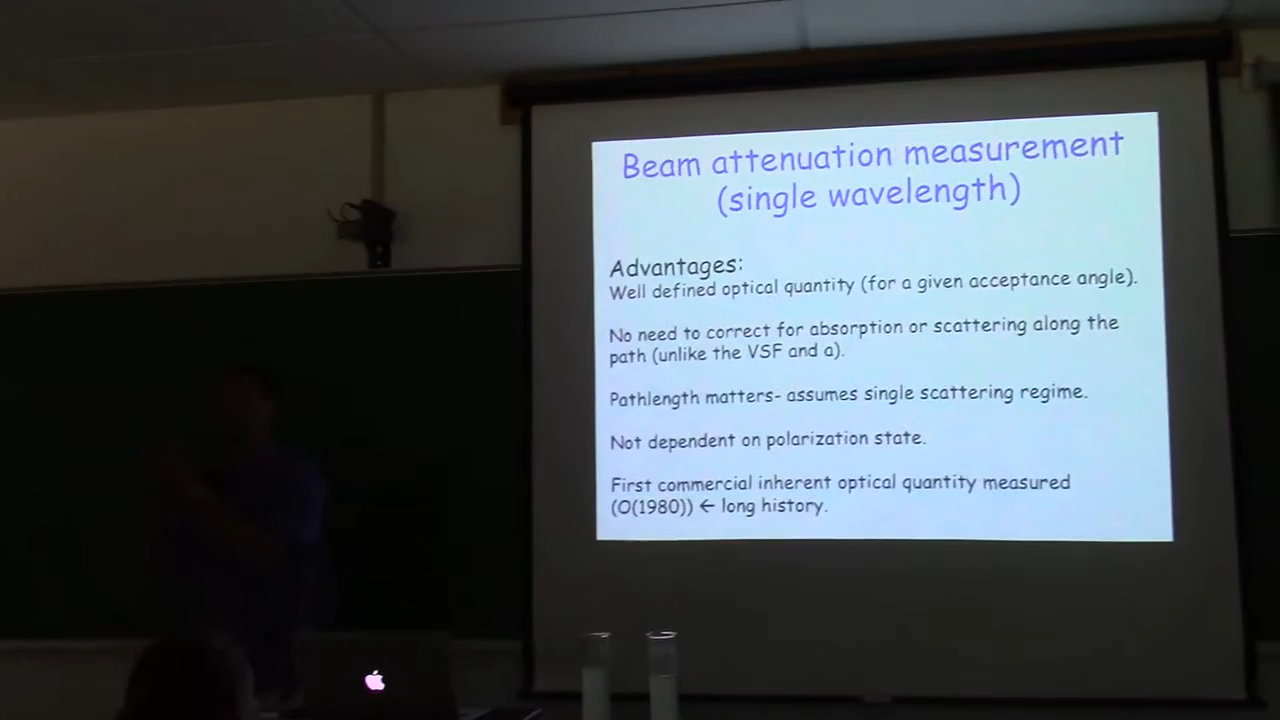 Beam attenuation measurement
(single wavelength)
Advantages:
Well defined optical quantity (for a given acceptance angle).
No need to correct for absorption or scattering along the
path (unlike the VSF and a).
Pathlength matters- assumes single scattering regime.
Not dependent on polarization state.
First commercial inherent optical quantity measured
(O(1980)) ← long history.